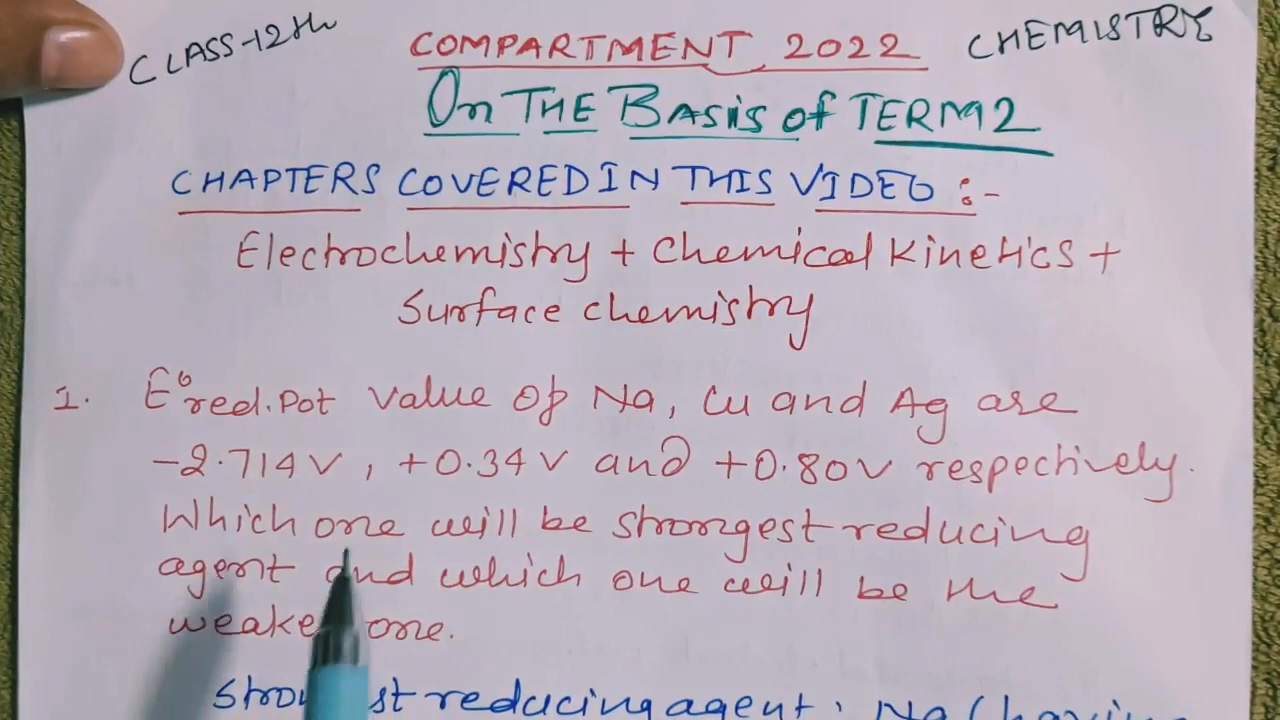 CLASS-12th
COMPARTMENT 2022
CHEMISTRY
On THE BASiS of TERM2
CHAPTERS COVERED IN THIS VIDEO :-
Electrochemistry + Chemical Kinetics +
Surface chemistry
1. E° red. Pot value of Na, Cu and Ag are
-2.714V, +0.34V and +0.80V respectively.
Which one will be strongest reducing
agent and which one will be the
one.
reducing agent: Na (